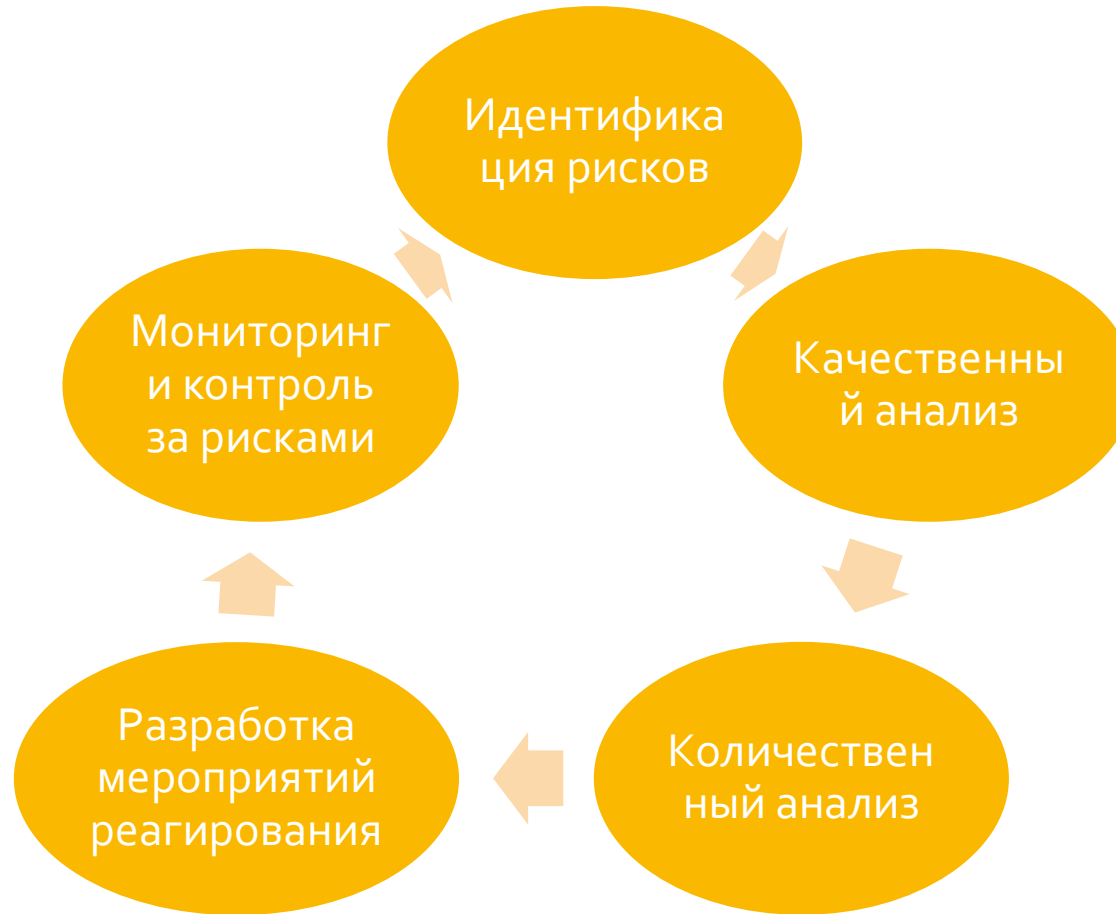 Идентифика
ция рисков
Качественны
й анализ
Количествен
ный анализ
Разработка
мероприятий
реагирования
Мониторинг
и контроль
за рисками